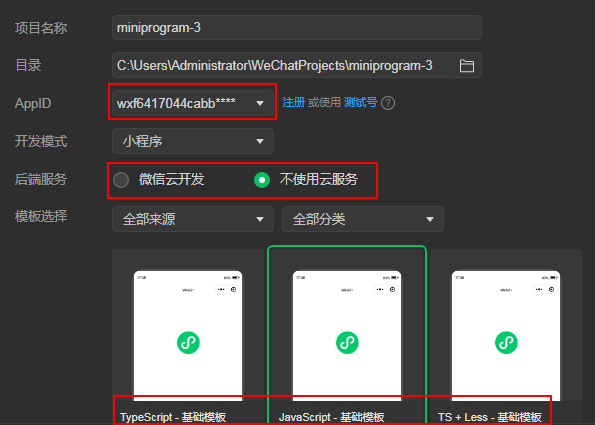 项目名称 miniprogram-3
目录 C:\Users\Administrator\WeChatProjects\miniprogram-3
AppID wxf6417044cabb**** 注册 或使用 测试号 ?
开发模式 小程序
后端服务 微信云开发 不使用云服务
模板选择 全部来源 全部分类
TypeScript - 基础模板 JavaScript - 基础模板 TS + Less - 基础模板